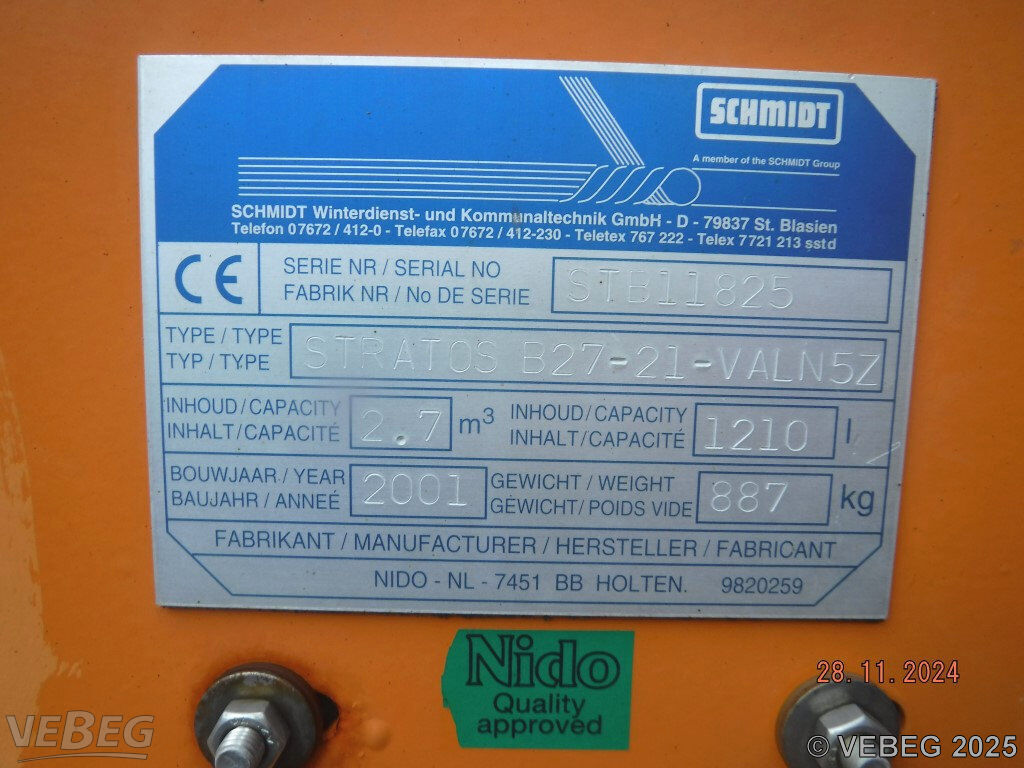 SCHMIDT
A member of the SCHMIDT Group
SCHMIDT Winterdienst- und Kommunaltechnik GmbH - D - 79837 St. Blasien
Telefon 07672 / 412-0 - Telefax 07672 / 412-230 - Teletex 767 222 - Telex 7721 213 sst d
CE
SERIE NR / SERIAL NO
FABRIK NR / No DE SERIE
STB11825
TYPE / TYPE
TYP / TYPE
STRATOS B27-21-VALN5Z
INHOUD / CAPACITY
INHALT / CAPACITÉ
2.7 m³
INHOUD / CAPACITY
INHALT / CAPACITÉ
1210 l
BOUWJAAR / YEAR
BAUJAHR / ANNEÉ
2001
GEWICHT / WEIGHT
GEWICHT / POIDS VIDE
887 kg
FABRIKANT / MANUFACTURER / HERSTELLER / FABRICANT
NIDO - NL - 7451 BB HOLTEN. 9820259
Nido
Quality
approved
28.11.2024
VEBEG
© VEBEG 2025